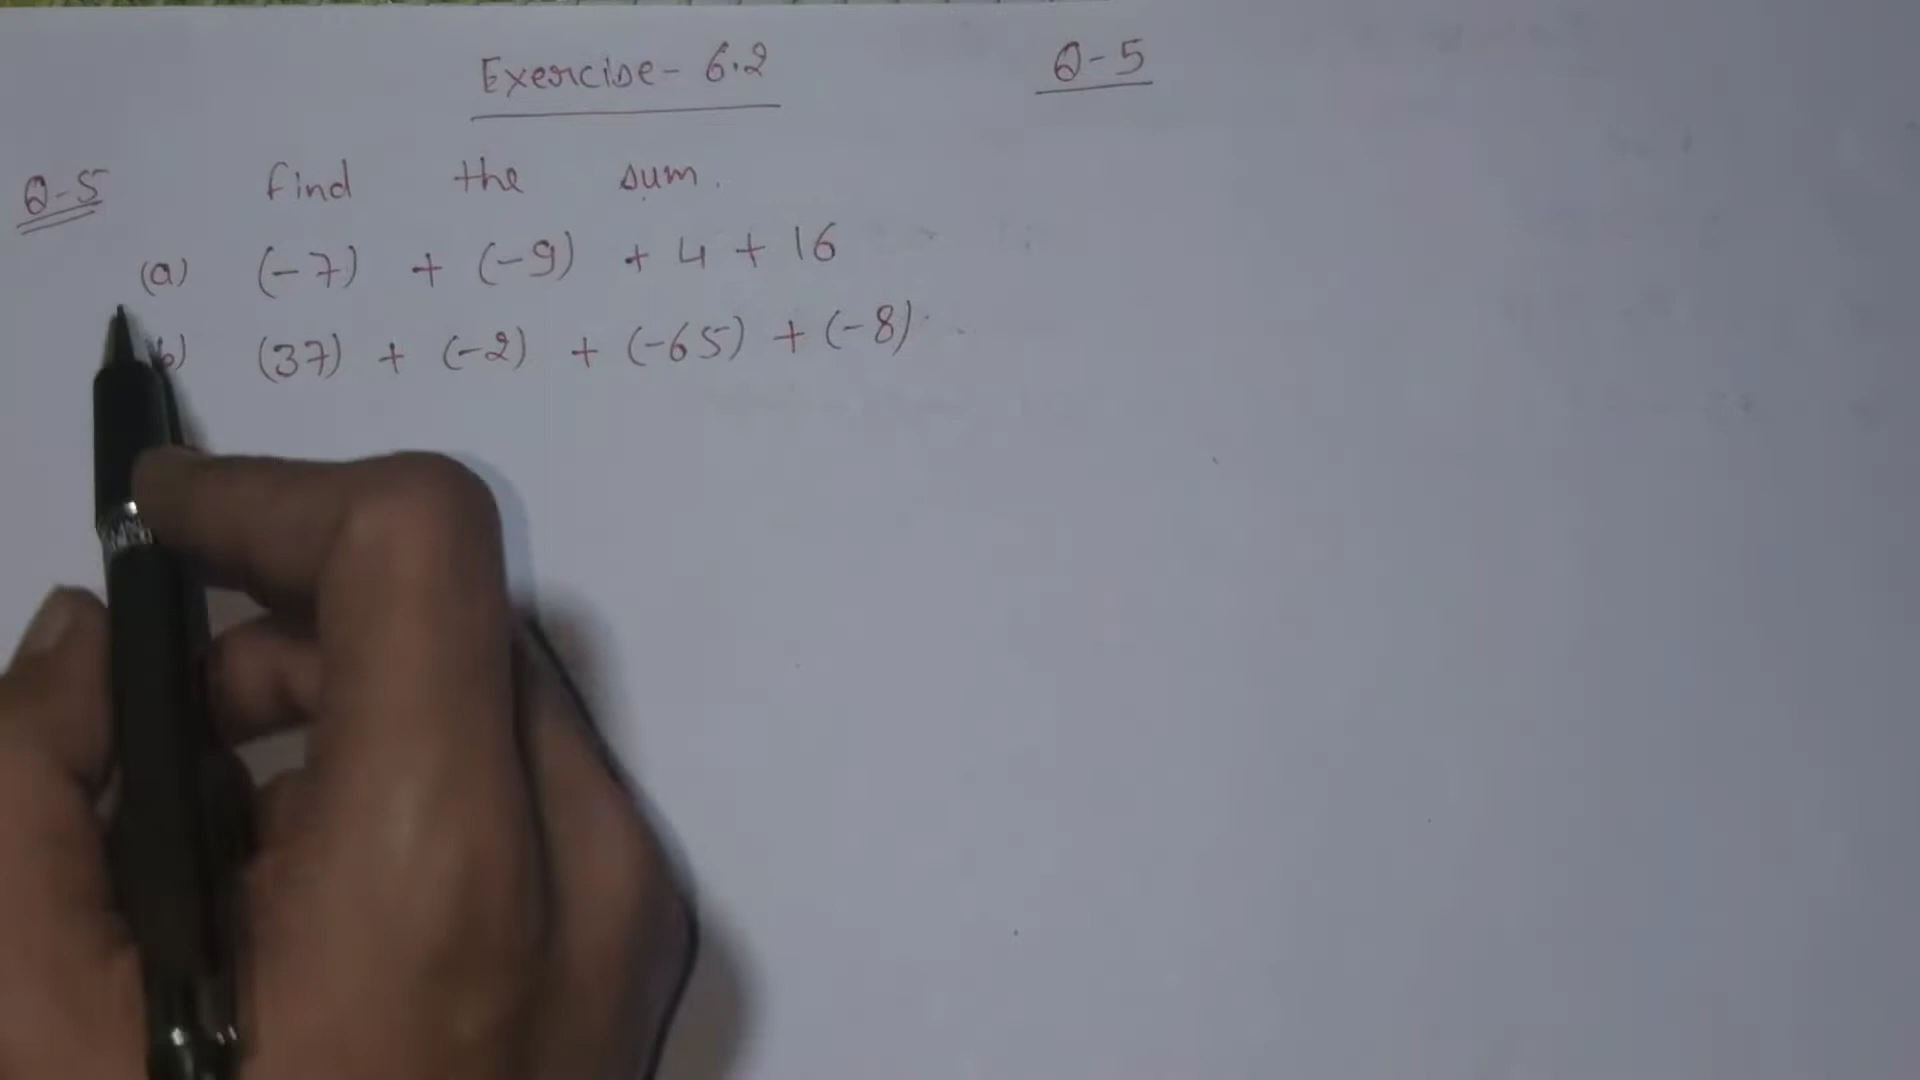 Exercise - 6.2 Q-5
Q-5 Find the sum.
(a) (-7) + (-9) + 4 + 16
b) (37) + (-2) + (-65) + (-8)